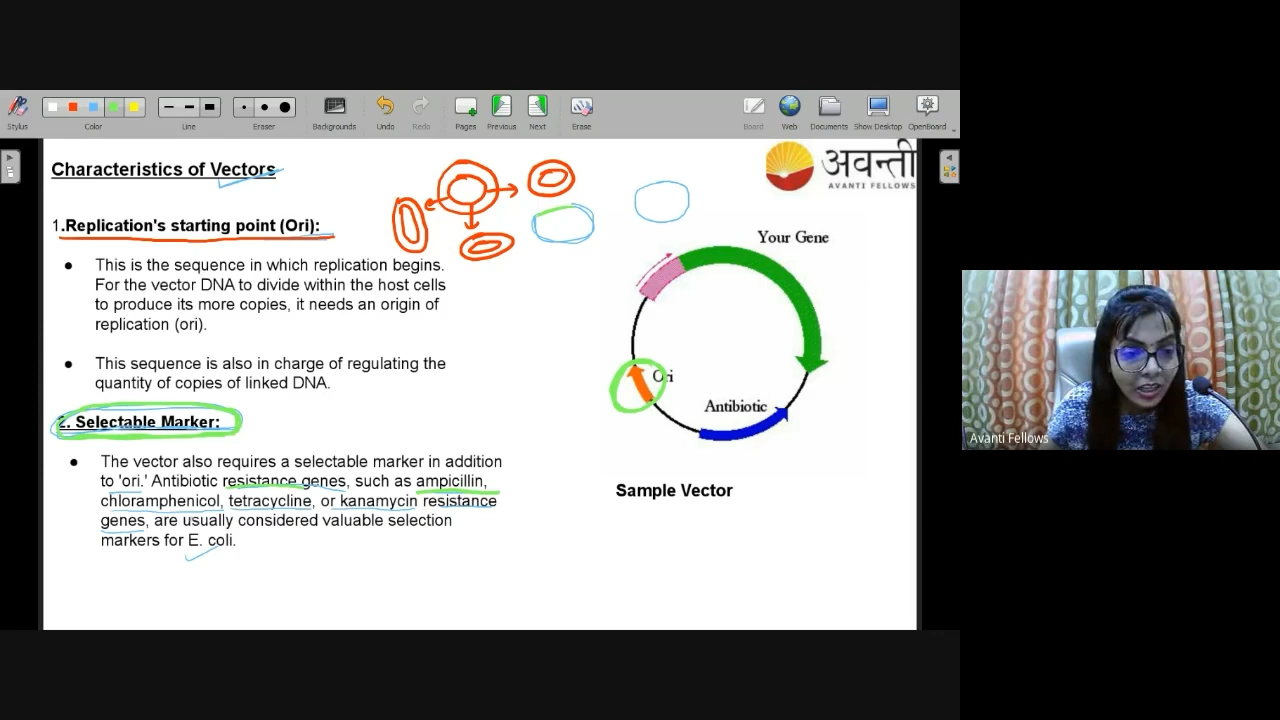 Stylus
Color
Line
Eraser
Backgrounds
Undo
Redo
Pages
Previous
Next
Erase
Board
Web
Documents
Show Desktop
OpenBoard
Characteristics of Vectors
अवन्ती
AVANTI FELLOWS
1.Replication's starting point (Ori):
This is the sequence in which replication begins.
For the vector DNA to divide within the host cells
to produce its more copies, it needs an origin of
replication (ori).
This sequence is also in charge of regulating the
quantity of copies of linked DNA.
2. Selectable Marker:
The vector also requires a selectable marker in addition
to 'ori.' Antibiotic resistance genes, such as ampicillin,
chloramphenicol, tetracycline, or kanamycin resistance
genes, are usually considered valuable selection
markers for E. coli.
Your Gene
Ori
Antibiotic
Sample Vector
Avanti Fellows